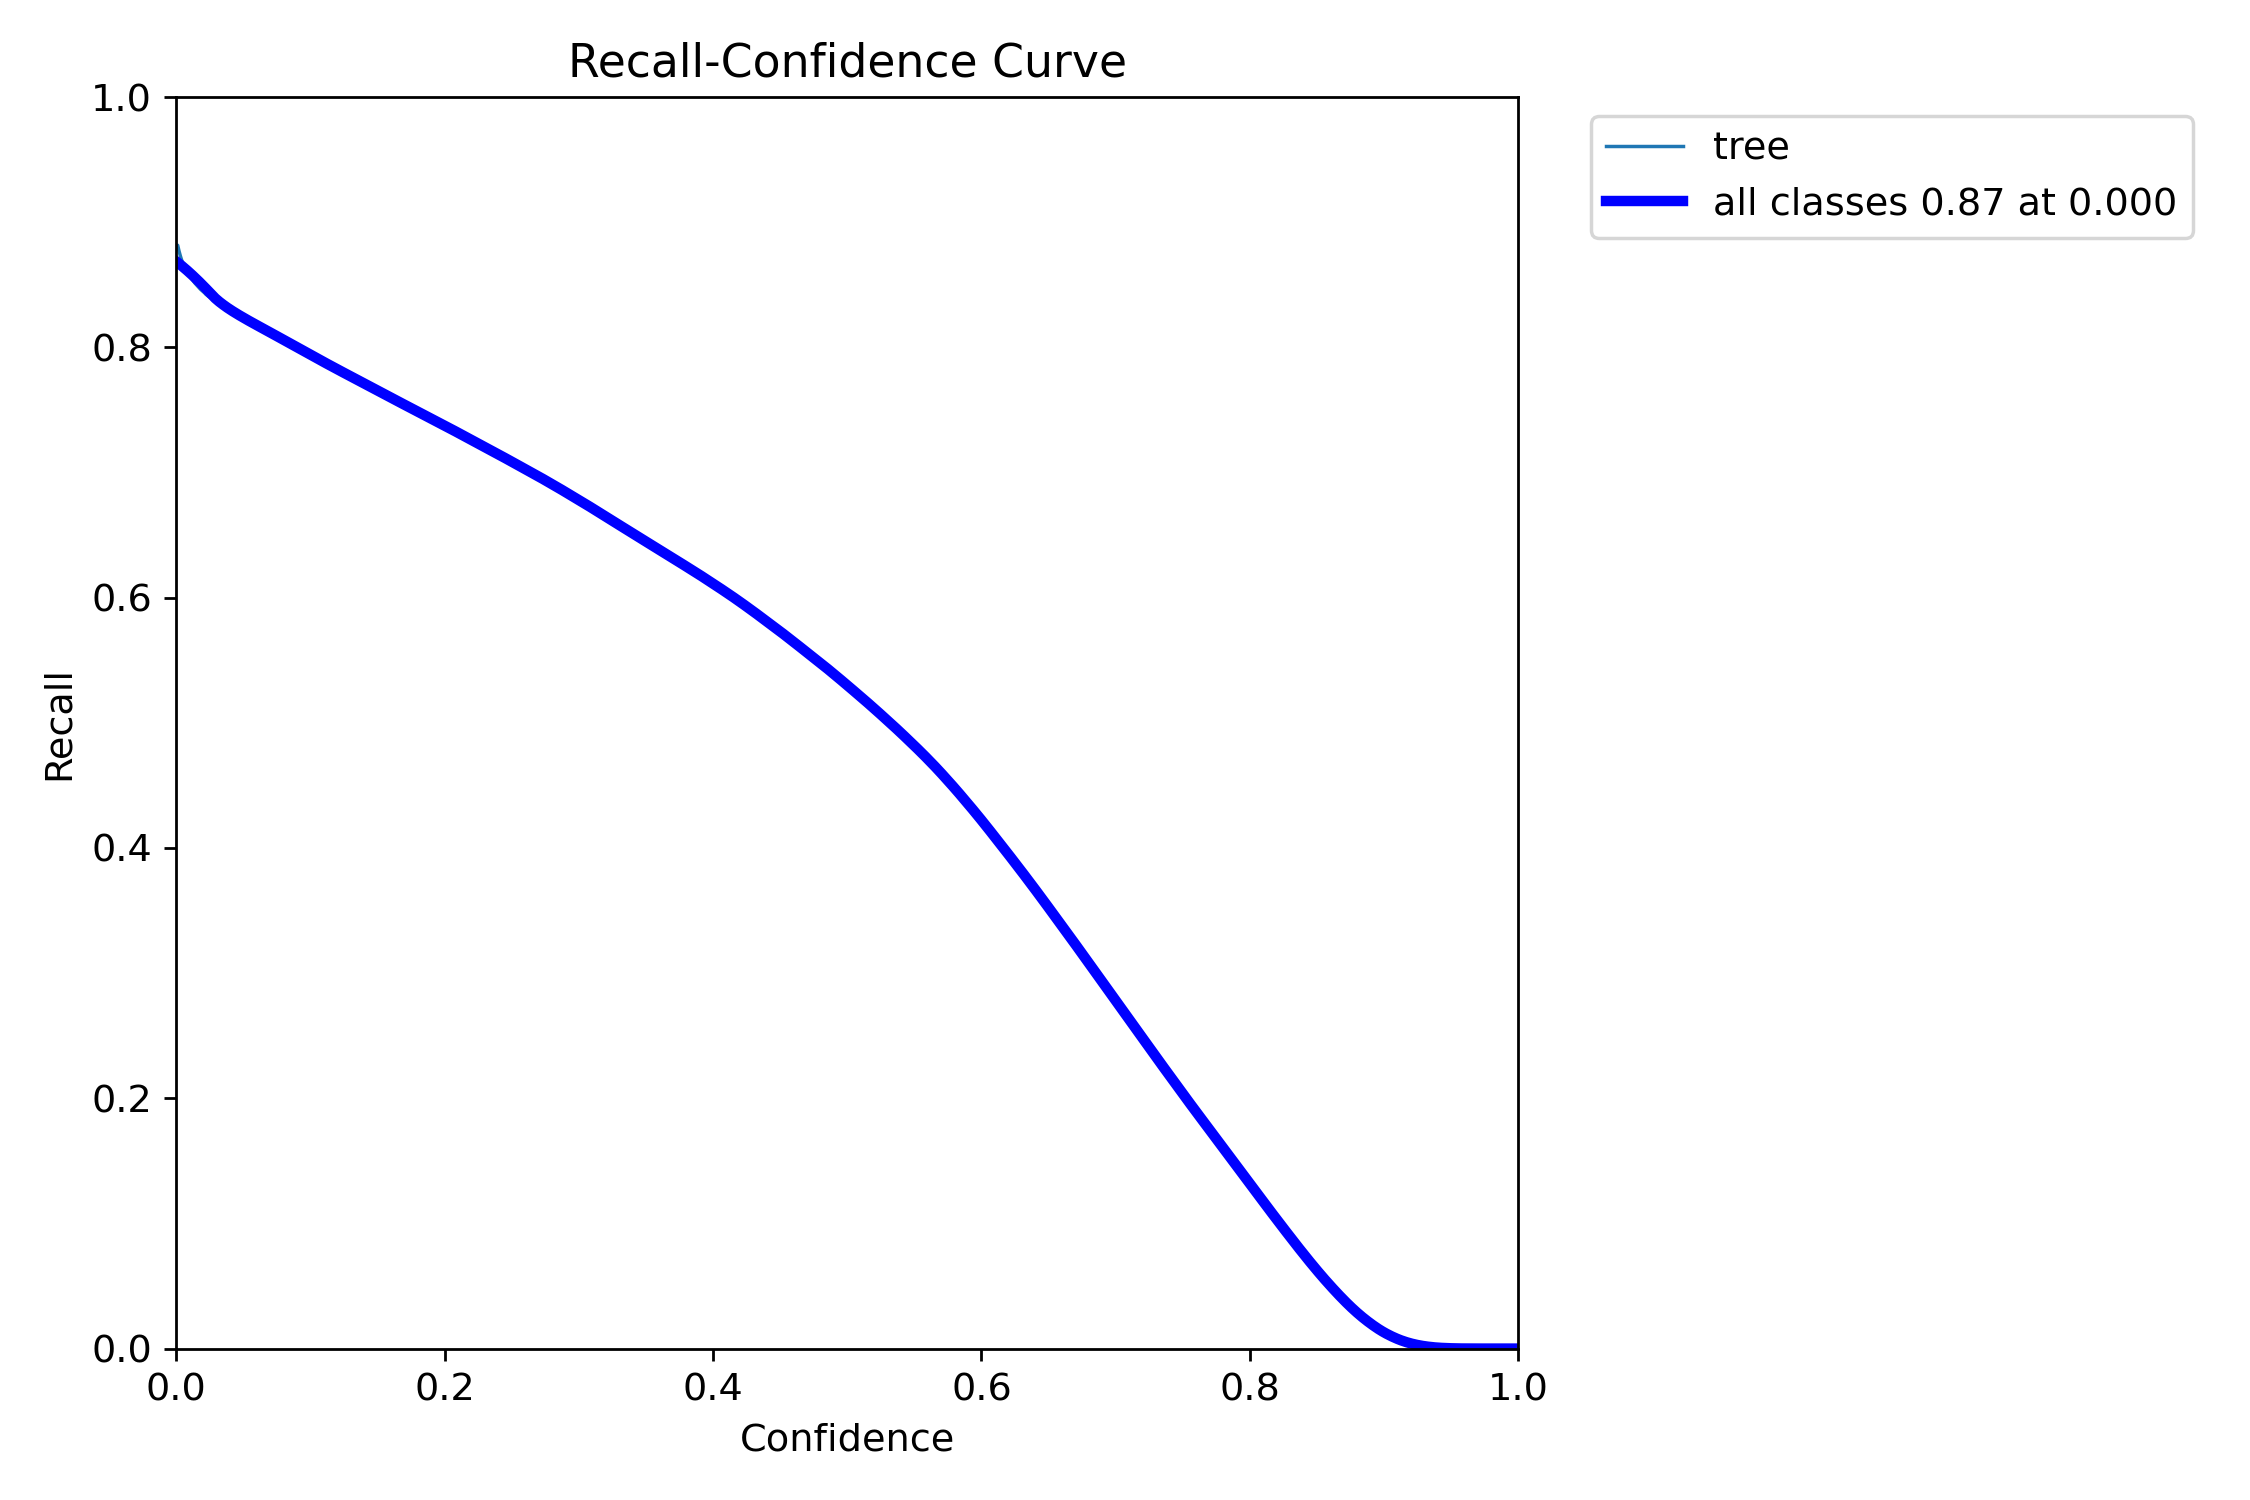 Recall-Confidence Curve
1.0
0.8
0.6
0.4
0.2
0.0
Recall
0.0 0.2 0.4 0.6 0.8 1.0
Confidence
tree
all classes 0.87 at 0.000